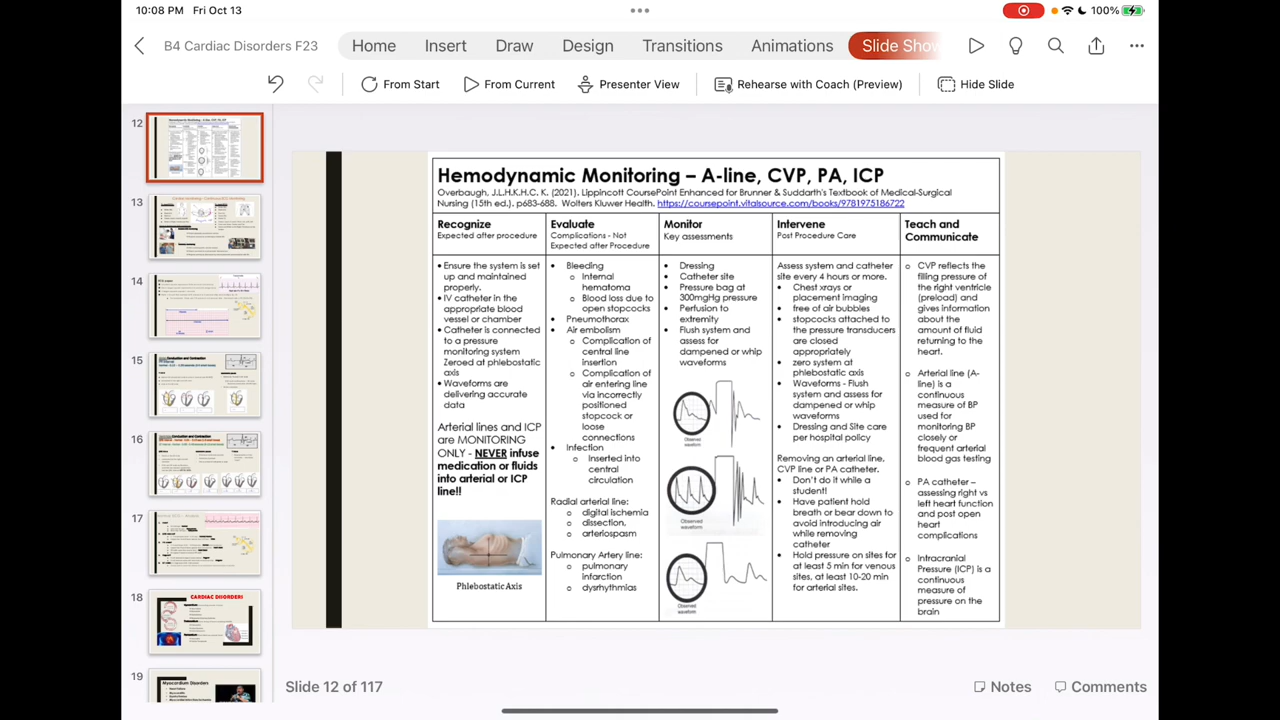 10:08 PM Fri Oct 13
100%
B4 Cardiac Disorders F23
Home Insert Draw Design Transitions Animations Slide Show
From Start From Current Presenter View Rehearse with Coach (Preview) Hide Slide
12
13
14
15
16
17
18
CARDIAC DISORDERS
19
Myocardium Disorders
Hemodynamic Monitoring – A-line, CVP, PA, ICP
Overbaugh, J.L.H.K.H.C. K. (2021). Lippincott CoursePoint Enhanced for Brunner & Suddarth's Textbook of Medical-Surgical
Nursing (15th ed.). p683-688. Wolters Kluwer Health. https://coursepoint.vitalsource.com/books/9781975186722
Recognize
Expected after procedure
• Ensure the system is set
up and maintained
properly.
• IV catheter in the
appropriate blood
vessel or chamber
• Catheter is connected
to a pressure
monitoring system
Zeroed at phlebostatic
axis
• Waveforms are
delivering accurate
data
Arterial lines and ICP
are MONITORING
ONLY - NEVER infuse
medication or fluids
into arterial or ICP
line!!
Phlebostatic Axis
Evaluate
Complications - Not
Expected after Procedure
• Bleeding
o Internal
hematoma
o Blood loss due to
open stopcocks
• Pneumothorax
• Air embolism
o Complication of
central line
insertion
o Complication of
air entering line
via incorrectly
positioned
stopcock or
loose
connections
• Infection
o Inserted into
central
circulation
Radial arterial line:
o digital ischemia
o dissection,
o arteriospasm
Pulmonary Artery line:
o pulmonary
infarction
o dysrhythmias
Monitor
Key assessments
• Dressing
• Catheter site
• Pressure bag at
300mgHg pressure
• Perfusion to
extremity
• Flush system and
assess for
dampened or whip
waveforms
Observed
waveform
Observed
waveform
Observed
waveform
Intervene
Post Procedure Care
Assess system and catheter
site every 4 hours or more.
• Chest xrays or
placement imaging
• free of air bubbles
• stopcocks attached to
the pressure transducers
are closed
appropriately
• zero system at
phlebostatic axis
• Waveforms - Flush
system and assess for
dampened or whip
waveforms
• Dressing and Site care
per hospital policy
Removing an arterial line,
CVP line or PA catheter.
• Don't do it while a
student!
• Have patient hold
breath or bear down to
avoid introducing air
while removing
catheter
• Hold pressure on sites for
at least 5 min for venous
sites, at least 10-20 min
for arterial sites.
Teach and
Communicate
o CVP reflects the
filling pressure of
the right ventricle
(preload) and
gives information
about the
amount of fluid
returning to the
heart.
o Arterial line (A-
line) is a
continuous
measure of BP
used for
monitoring BP
closely or
frequent arterial
blood gas testing
o PA catheter –
assessing right vs
left heart function
and post open
heart
complications
o Intracranial
Pressure (ICP) is a
continuous
measure of
pressure on the
brain
Slide 12 of 117
Notes Comments